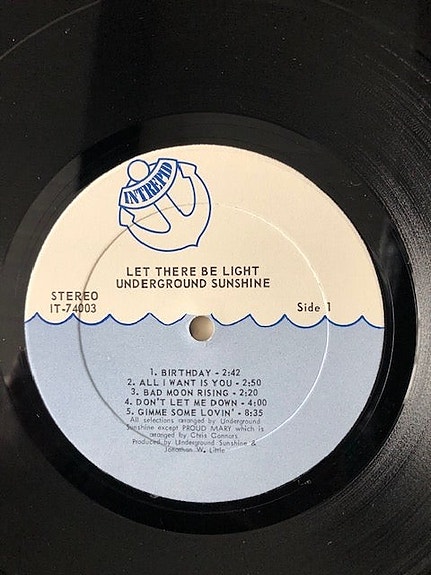 INTREPID
LET THERE BE LIGHT
UNDERGROUND SUNSHINE
STEREO
IT-74003
Side 1
1. BIRTHDAY - 2:42
2. ALL I WANT IS YOU - 2:50
3. BAD MOON RISING - 2:20
4. DON'T LET ME DOWN - 4:00
5. GIMME SOME LOVIN' - 8:35
All selections arranged by Underground
Sunshine except PROUD MARY which is
arranged by Chris Connors
Produced by Underground Sunshine &
Jonathan W. Little